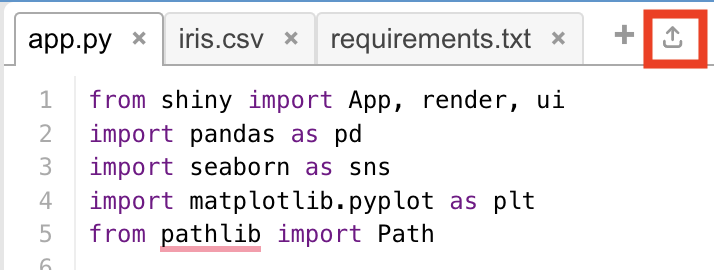 app.py × iris.csv × requirements.txt × +
1 from shiny import App, render, ui
2 import pandas as pd
3 import seaborn as sns
4 import matplotlib.pyplot as plt
5 from pathlib import Path
6